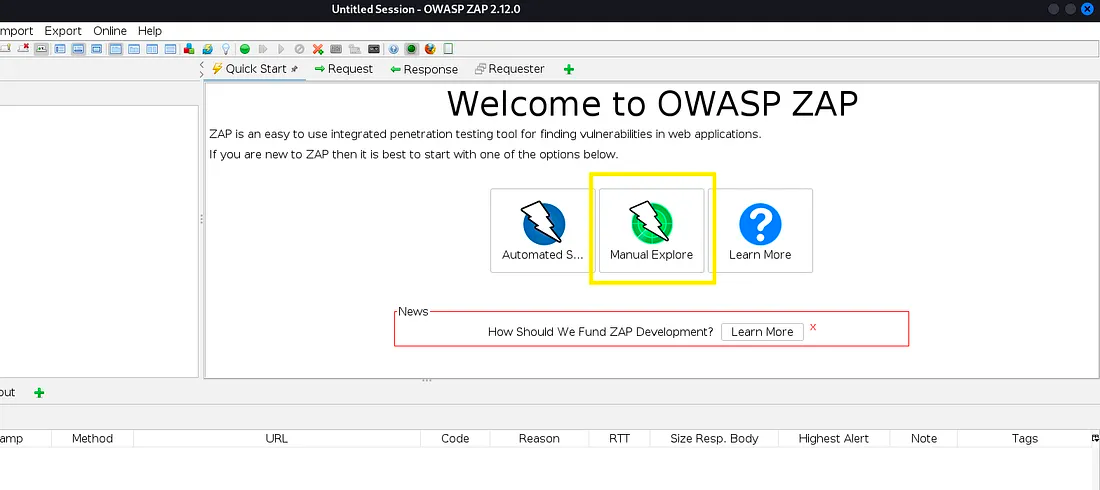 Untitled Session - OWASP ZAP 2.12.0
mport Export Online Help
Quick Start Request Response Requester
Welcome to OWASP ZAP
ZAP is an easy to use integrated penetration testing tool for finding vulnerabilities in web applications.
If you are new to ZAP then it is best to start with one of the options below.
Automated S... Manual Explore Learn More
News
How Should We Fund ZAP Development? Learn More X
out
amp Method URL Code Reason RTT Size Resp. Body Highest Alert Note Tags